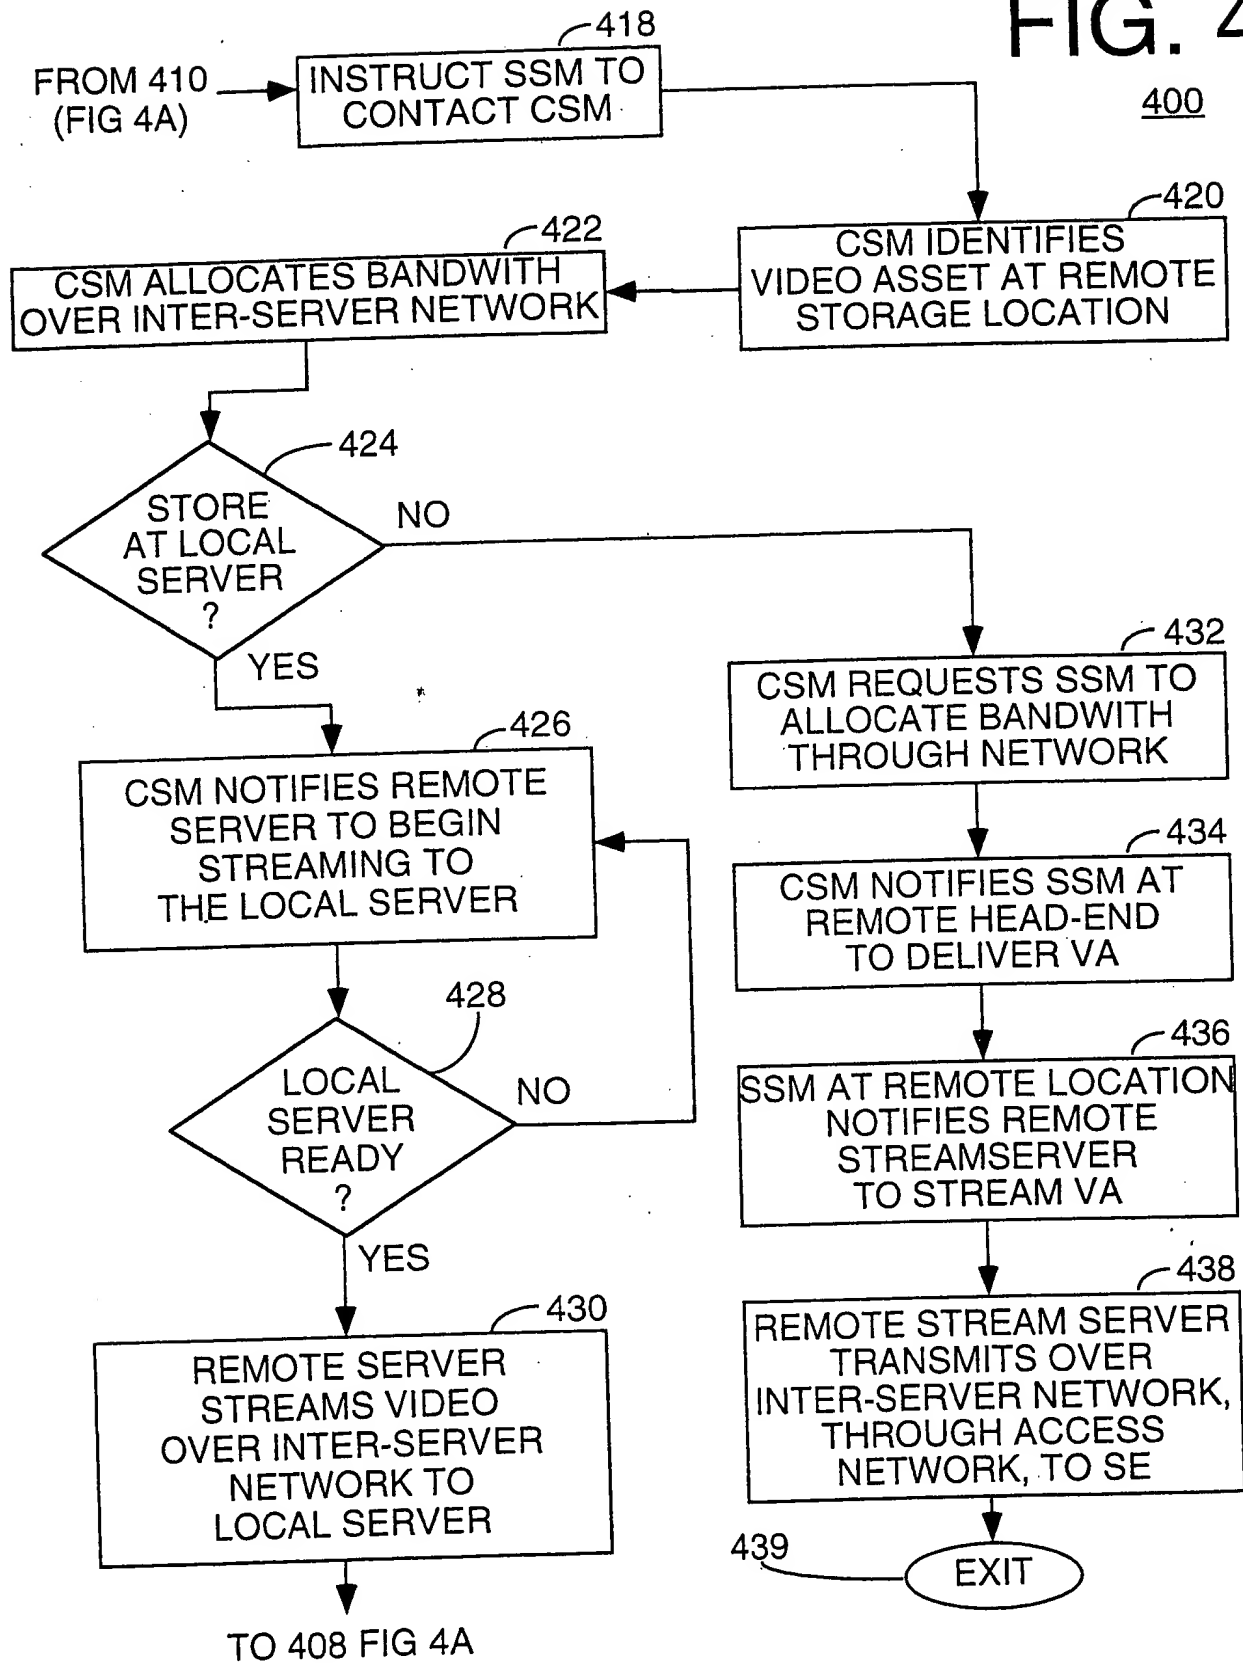 FIG. 4
400
418
FROM 410
(FIG 4A)
INSTRUCT SSM TO
CONTACT CSM
420
CSM IDENTIFIES
VIDEO ASSET AT REMOTE
STORAGE LOCATION
422
CSM ALLOCATES BANDWITH
OVER INTER-SERVER NETWORK
424
STORE
AT LOCAL
SERVER
?
NO
YES
426
CSM NOTIFIES REMOTE
SERVER TO BEGIN
STREAMING TO
THE LOCAL SERVER
428
LOCAL
SERVER
READY
?
NO
YES
430
REMOTE SERVER
STREAMS VIDEO
OVER INTER-SERVER
NETWORK TO
LOCAL SERVER
TO 408 FIG 4A
432
CSM REQUESTS SSM TO
ALLOCATE BANDWITH
THROUGH NETWORK
434
CSM NOTIFIES SSM AT
REMOTE HEAD-END
TO DELIVER VA
436
SSM AT REMOTE LOCATION
NOTIFIES REMOTE
STREAMSERVER
TO STREAM VA
438
REMOTE STREAM SERVER
TRANSMITS OVER
INTER-SERVER NETWORK,
THROUGH ACCESS
NETWORK, TO SE
439
EXIT